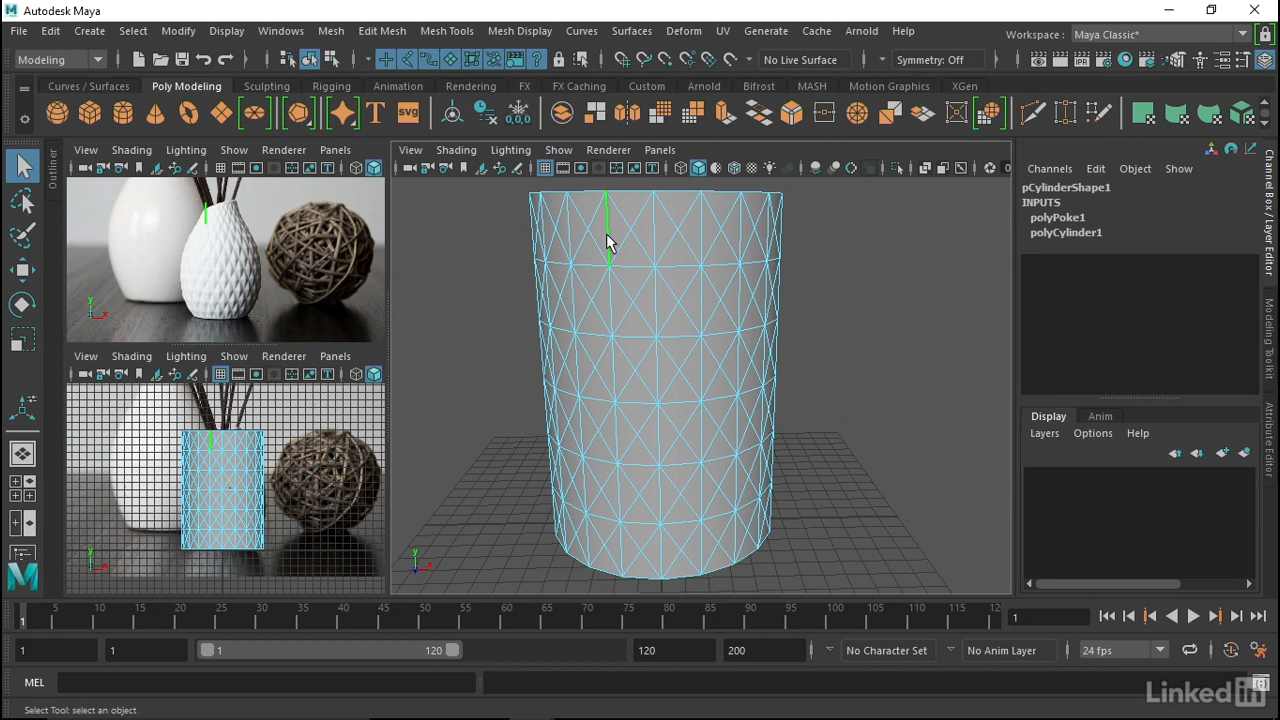 Autodesk Maya
File Edit Create Select Modify Display Windows Mesh Edit Mesh Mesh Tools Mesh Display Curves Surfaces Deform UV Generate Cache Arnold Help Workspace : Maya Classic*
Modeling No Live Surface Symmetry: Off
Curves / Surfaces Poly Modeling Sculpting Rigging Animation Rendering FX FX Caching Custom Arnold Bifrost MASH Motion Graphics XGen
T SVG 0,0,0
View Shading Lighting Show Renderer Panels
View Shading Lighting Show Renderer Panels
Outliner
Channels Edit Object Show
pCylinderShape1
INPUTS
polyPoke1
polyCylinder1
Channel Box / Layer Editor
Modeling Toolkit
Attribute Editor
y x
View Shading Lighting Show Renderer Panels
y x
y x
Display Anim
Layers Options Help
1 5 10 15 20 25 30 35 40 45 50 55 60 65 70 75 80 85 90 95 100 105 110 115 12 1
1 1 1 120 120 200 No Character Set No Anim Layer 24 fps
MEL
Select Tool: select an object
LinkedIn